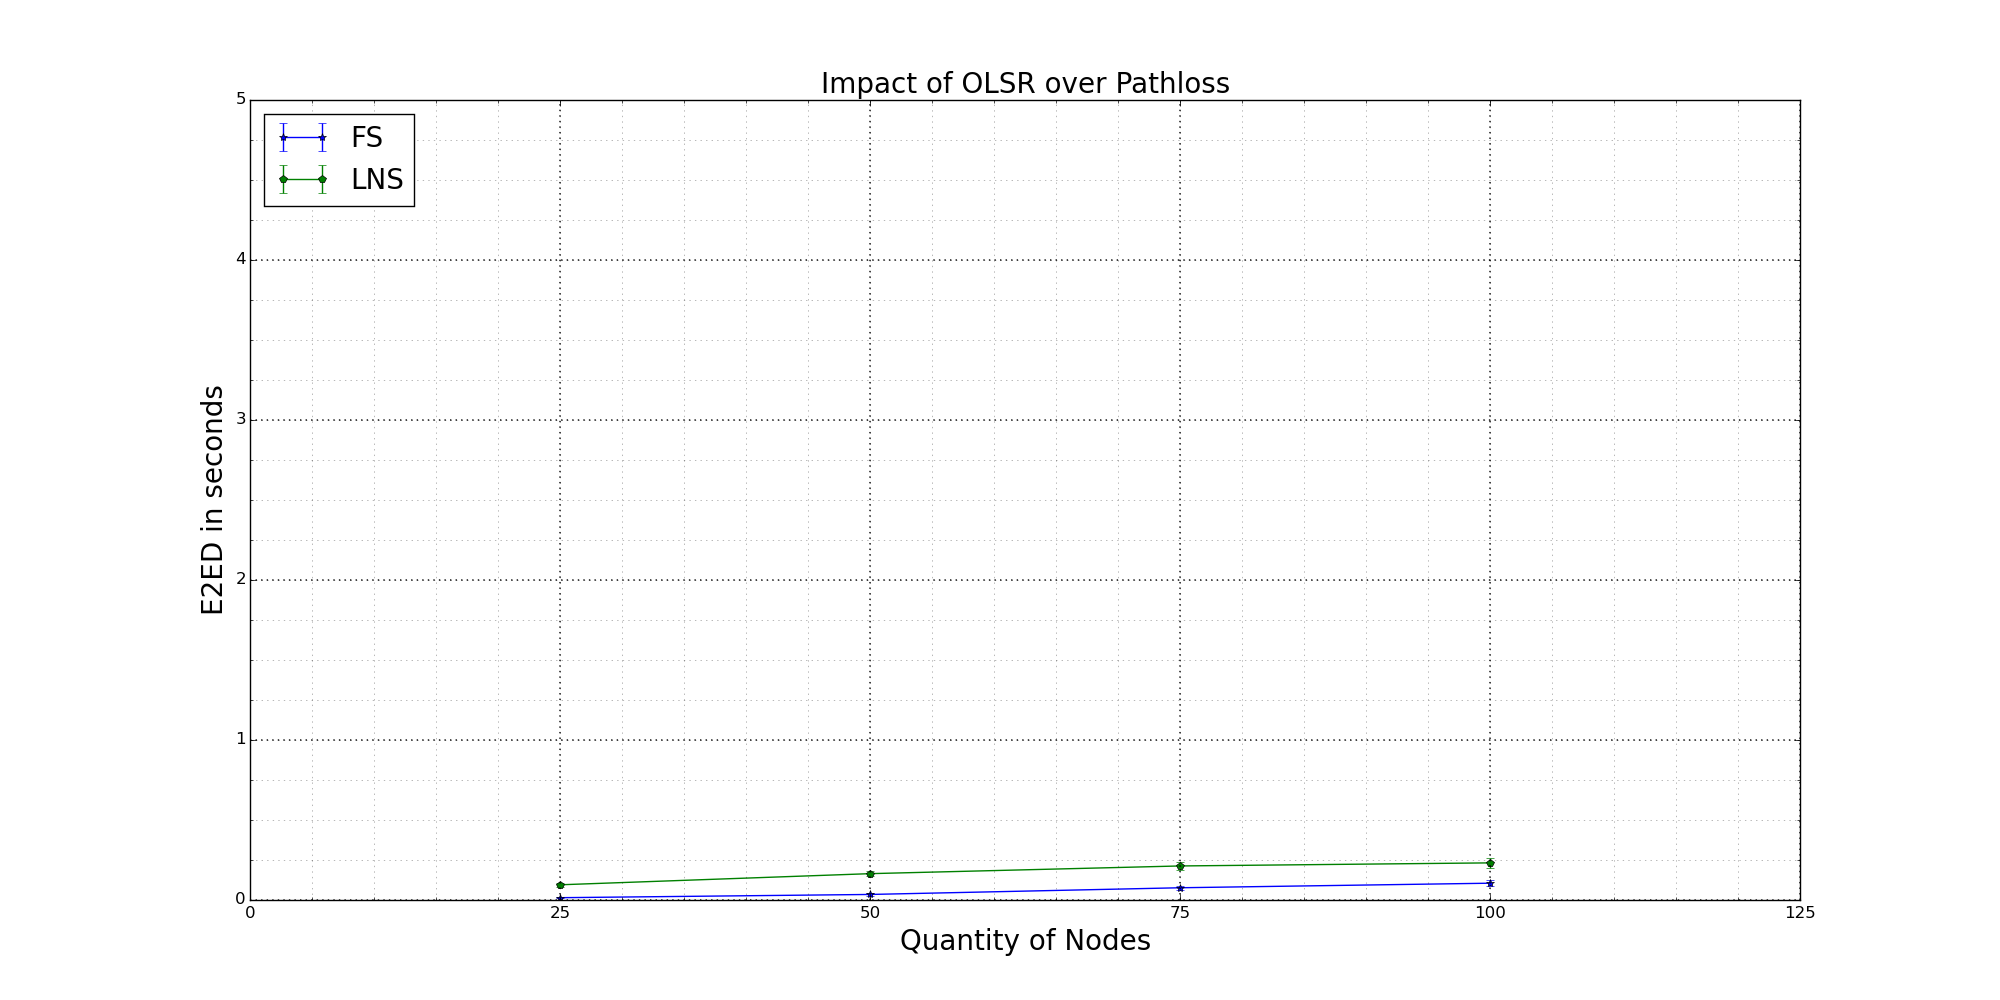 Impact of OLSR over Pathloss
FS
LNS
5
4
3
2
1
0
E2ED in seconds
0 25 50 75 100 125
Quantity of Nodes